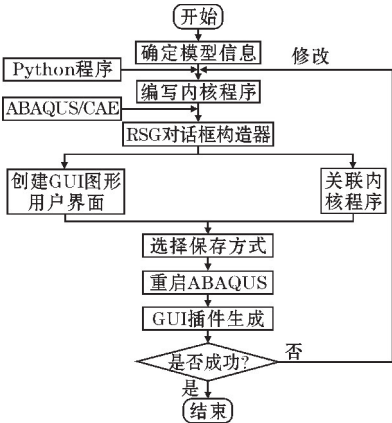 开始
确定模型信息
修改
Python程序
编写内核程序
ABAQUS/CAE
RSG对话框构造器
创建GUI图形
用户界面
关联内
核程序
选择保存方式
重启ABAQUS
GUI插件生成
是否成功?
否
是
结束